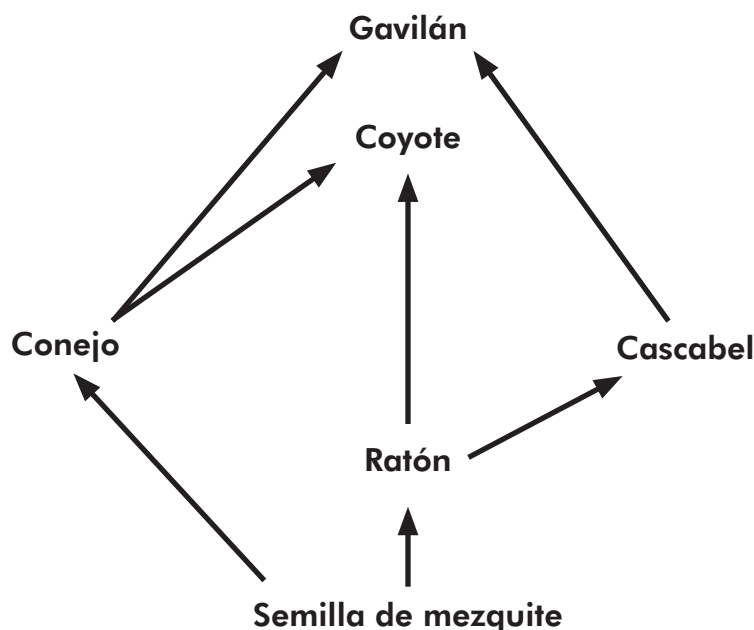 Gavilán
Coyote
Conejo
Cascabel
Ratón
Semilla de mezquite